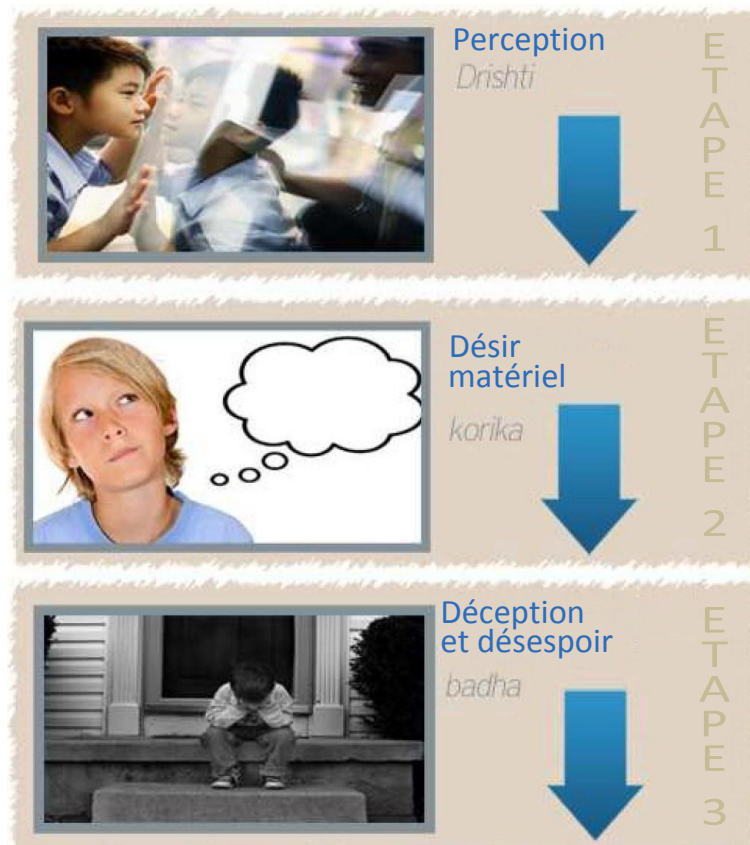 Perception
Drishti
ETAPE 1
Désir
matériel
korika
ETAPE 2
Déception
et désespoir
badha
ETAPE 3